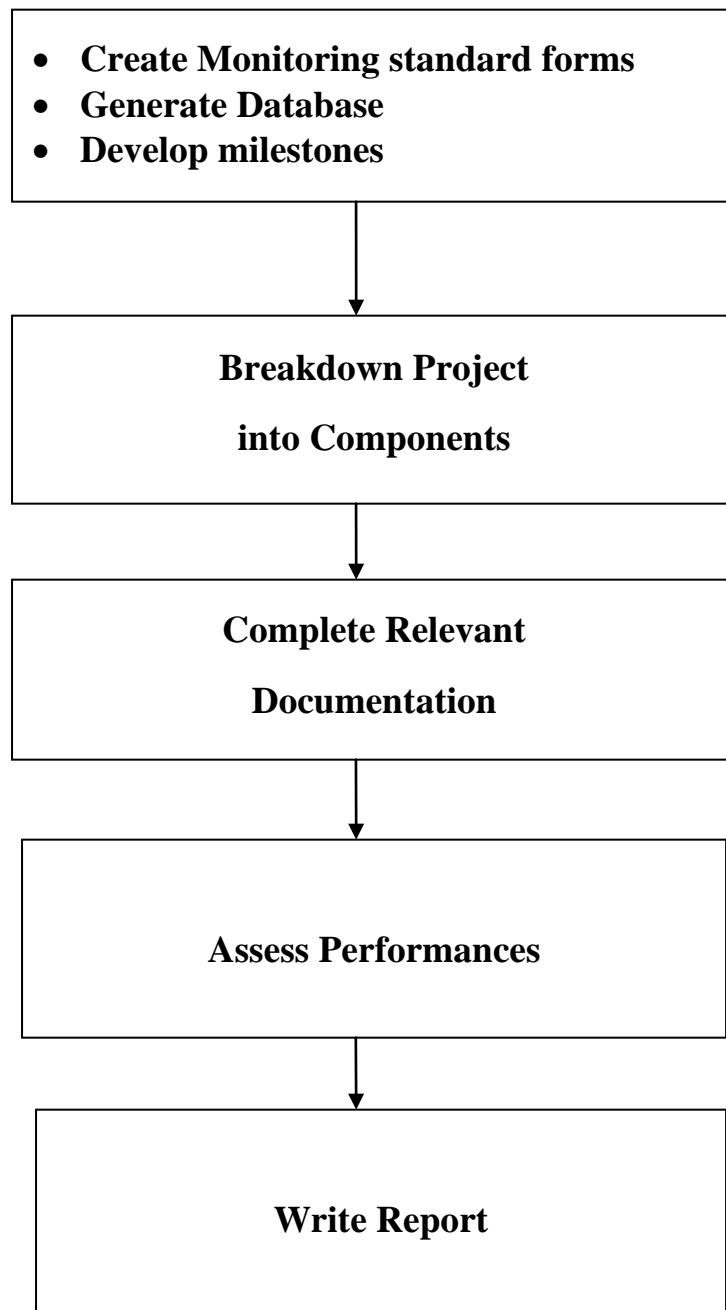 • Create Monitoring standard forms
• Generate Database
• Develop milestones
Breakdown Project
into Components
Complete Relevant
Documentation
Assess Performances
Write Report